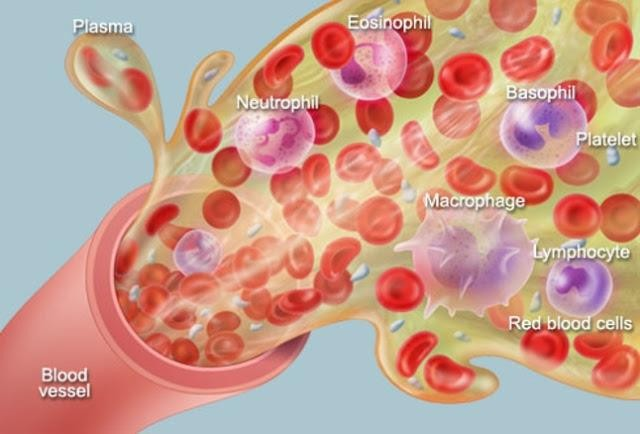 Plasma
Eosinophil
Neutrophil
Basophil
Platelet
Macrophage
Lymphocyte
Red blood cells
Blood
vessel